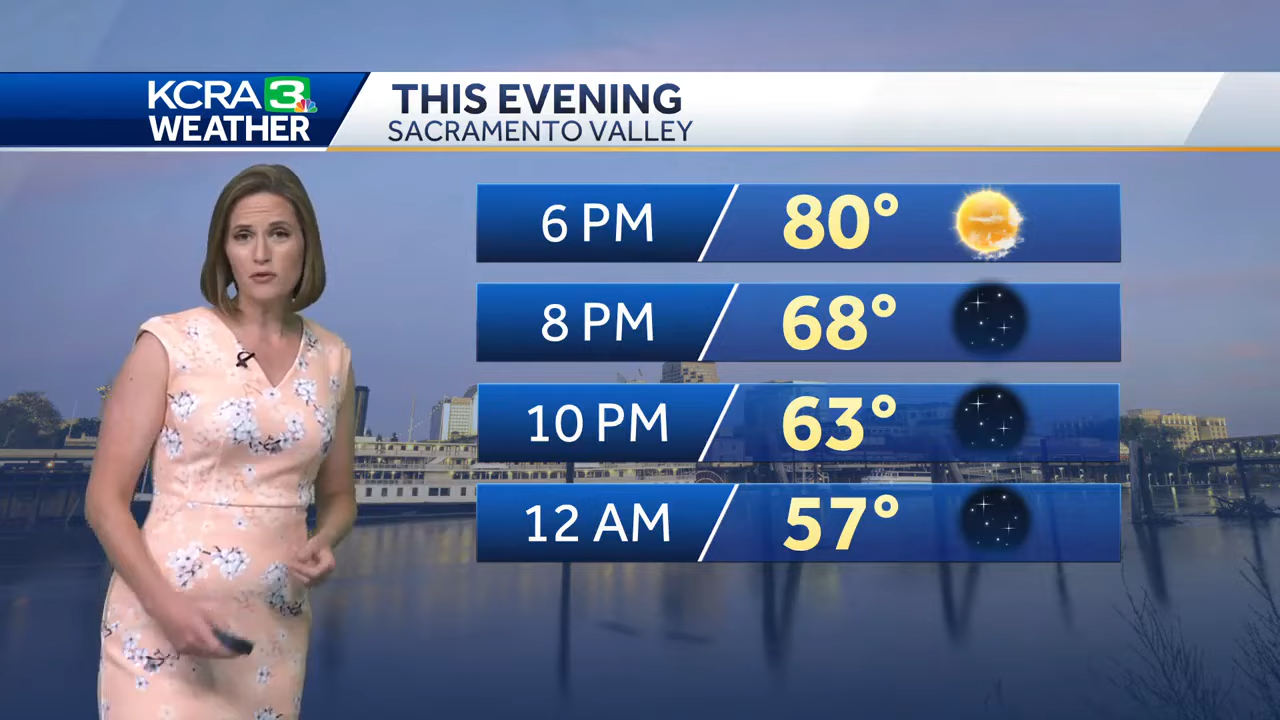 KCRA 3
WEATHER
THIS EVENING
SACRAMENTO VALLEY
6 PM 80°
8 PM 68°
10 PM 63°
12 AM 57°